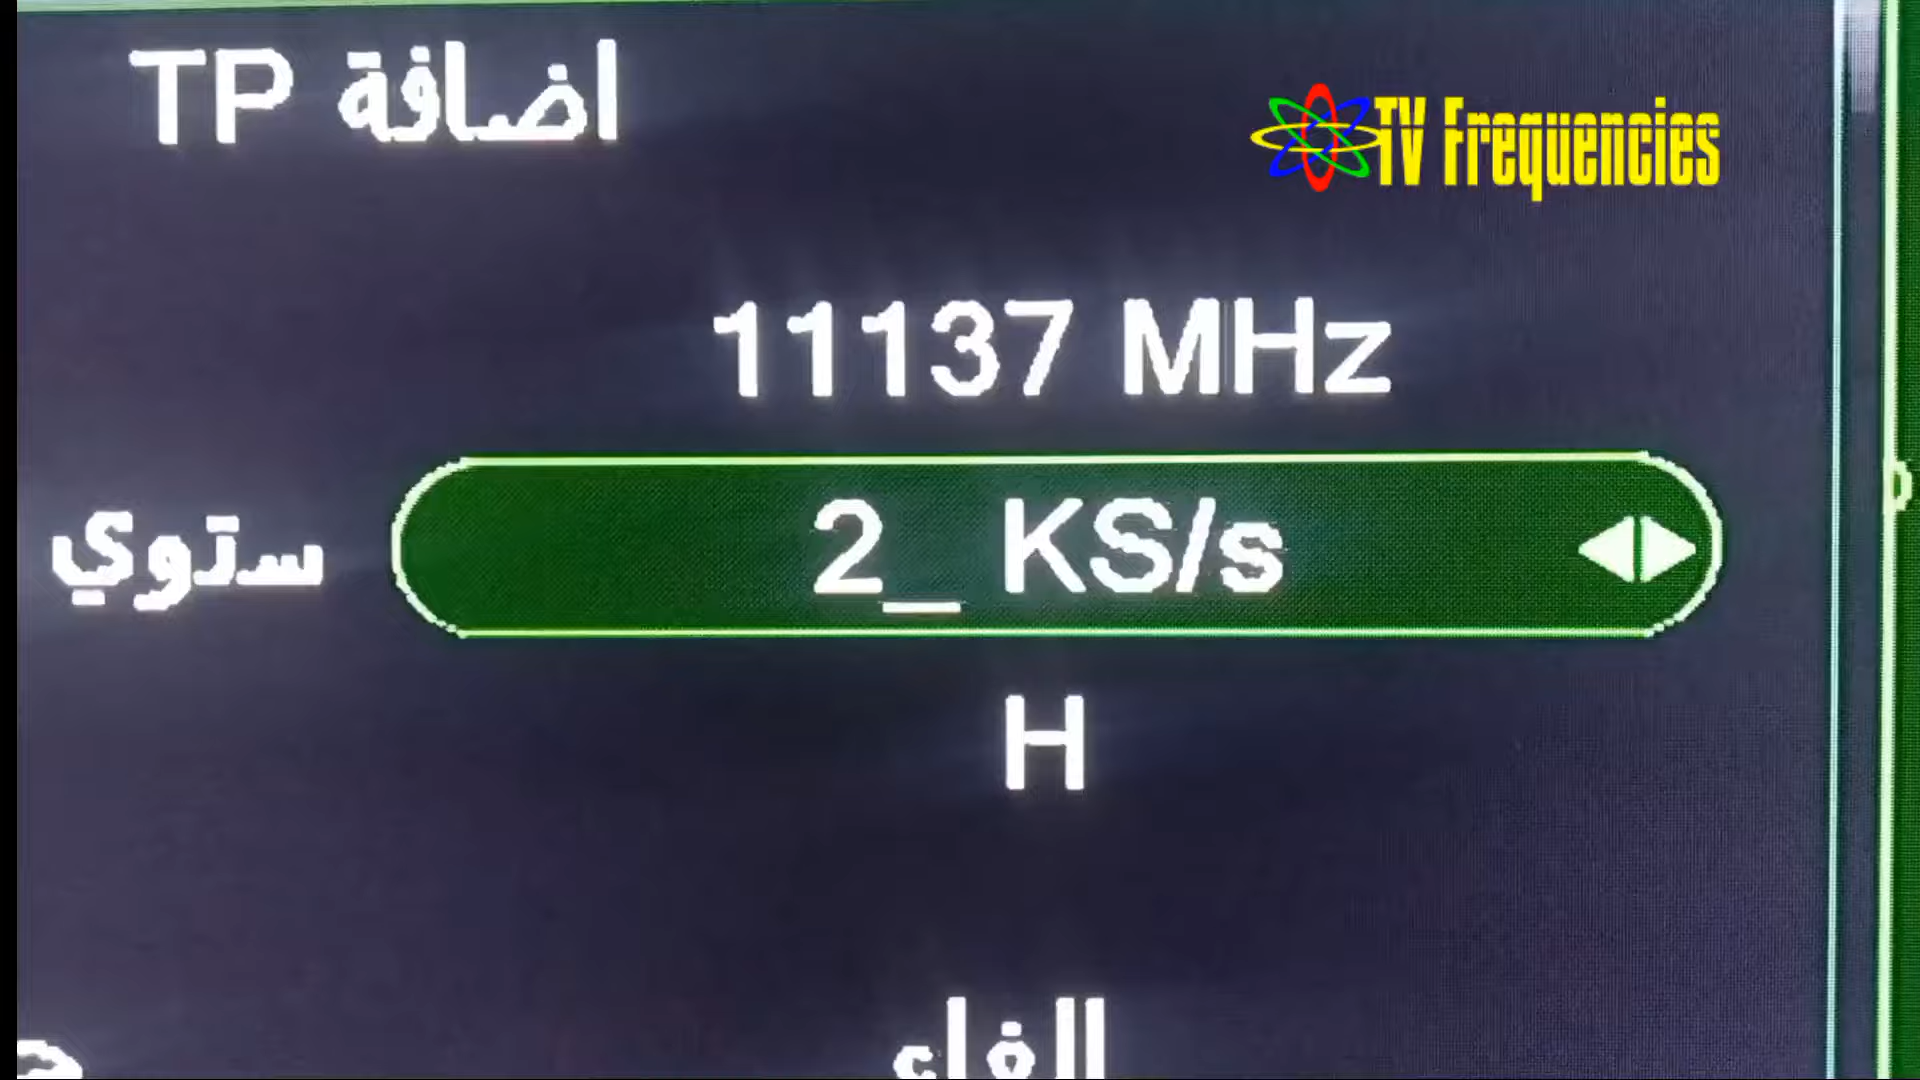 اضافة TP
TV Frequencies
11137 MHz
ستوي
2_ KS/s
H
الغاء